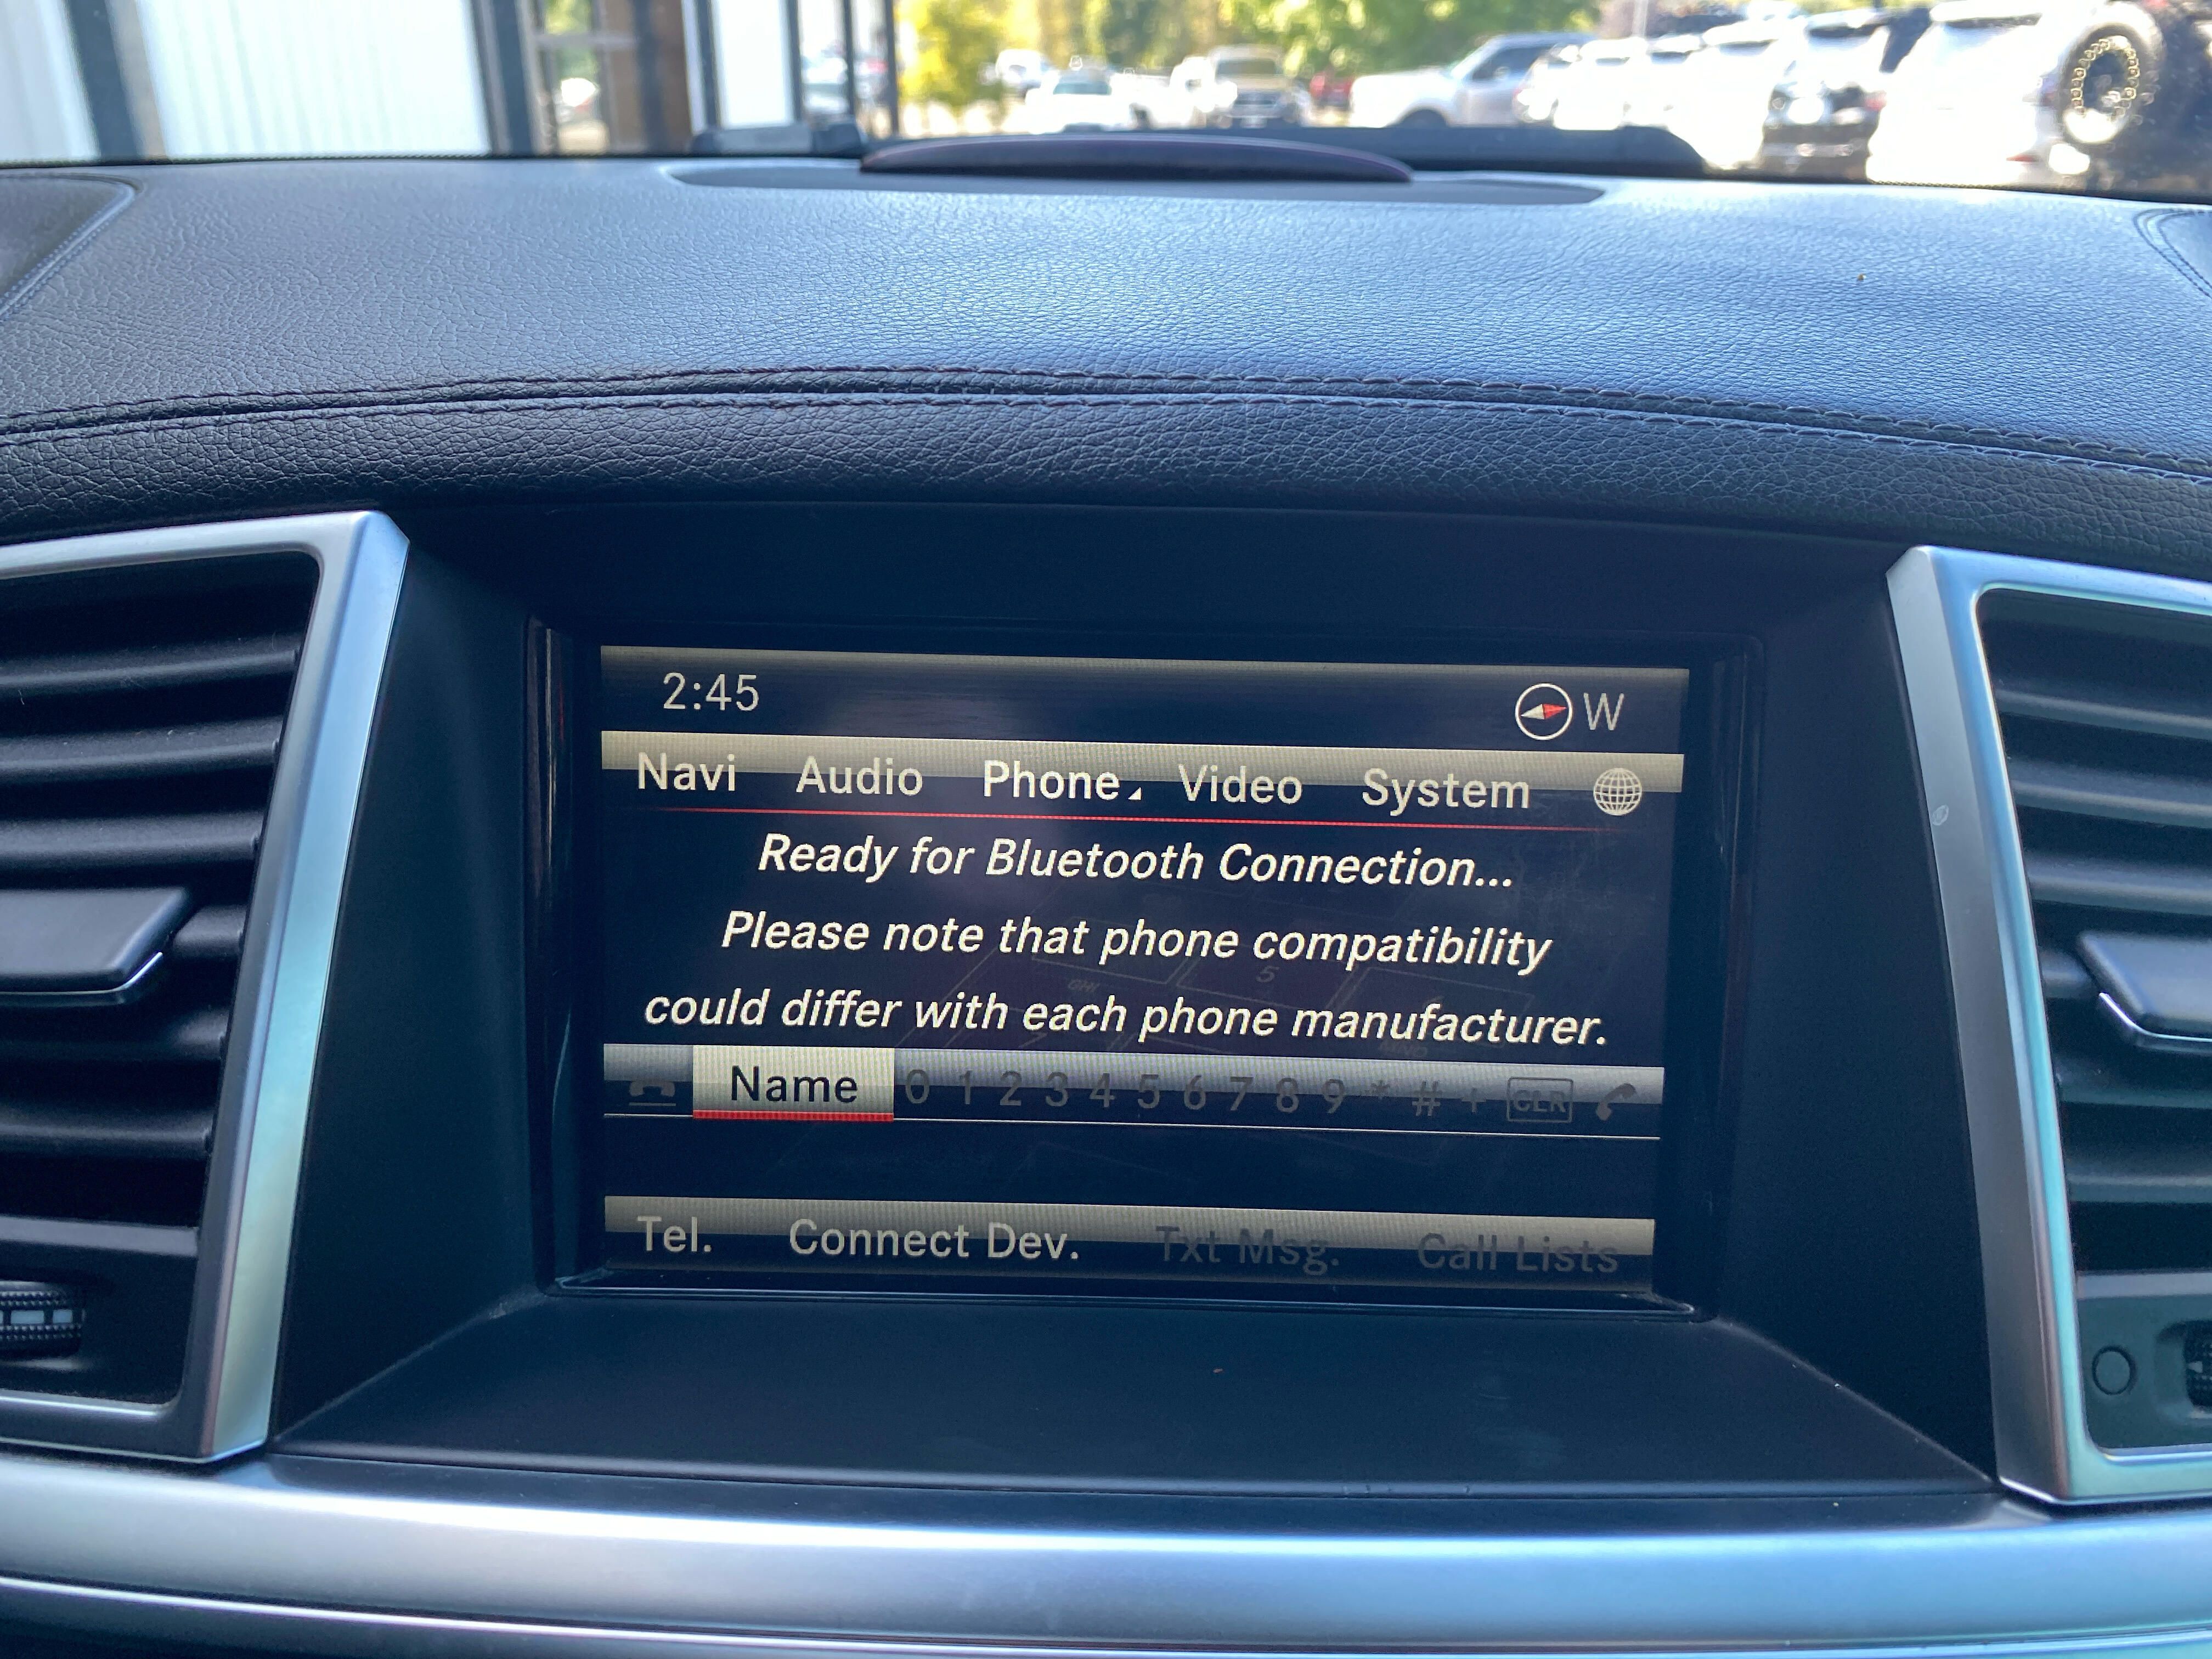 2:45 W
Navi Audio Phone Video System
Ready for Bluetooth Connection...
Please note that phone compatibility
could differ with each phone manufacturer.
Name 0 1 2 3 4 5 6 7 8 9 * # + CLR
Tel. Connect Dev. Txt Msg. Call Lists